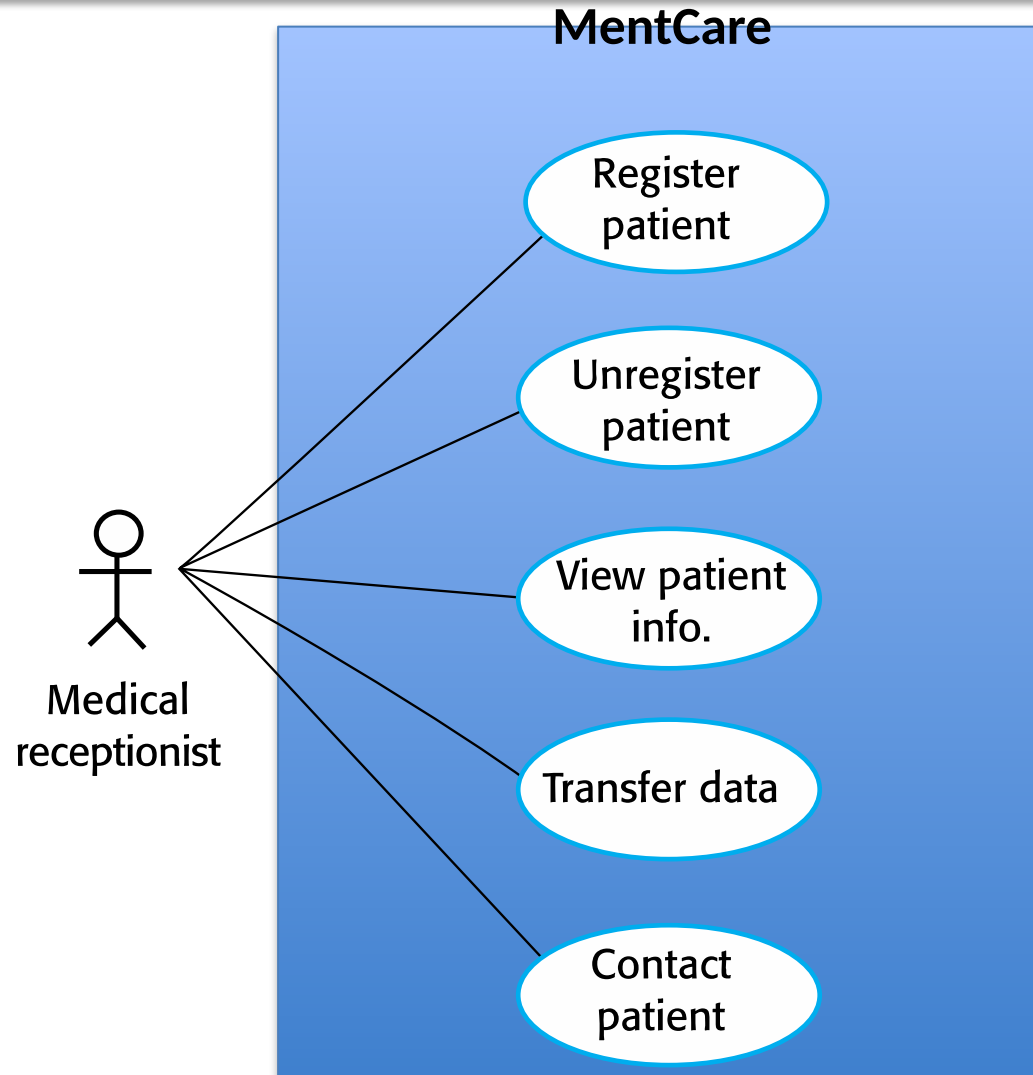 MentCare
Register
patient
Unregister
patient
View patient
info.
Medical
receptionist
Transfer data
Contact
patient